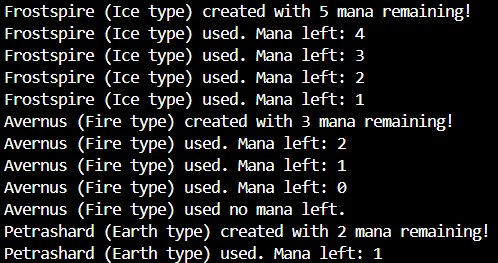 Frostspire (Ice type) created with 5 mana remaining!
Frostspire (Ice type) used. Mana left: 4
Frostspire (Ice type) used. Mana left: 3
Frostspire (Ice type) used. Mana left: 2
Frostspire (Ice type) used. Mana left: 1
Avernus (Fire type) created with 3 mana remaining!
Avernus (Fire type) used. Mana left: 2
Avernus (Fire type) used. Mana left: 1
Avernus (Fire type) used. Mana left: 0
Avernus (Fire type) used no mana left.
Petrashard (Earth type) created with 2 mana remaining!
Petrashard (Earth type) used. Mana left: 1